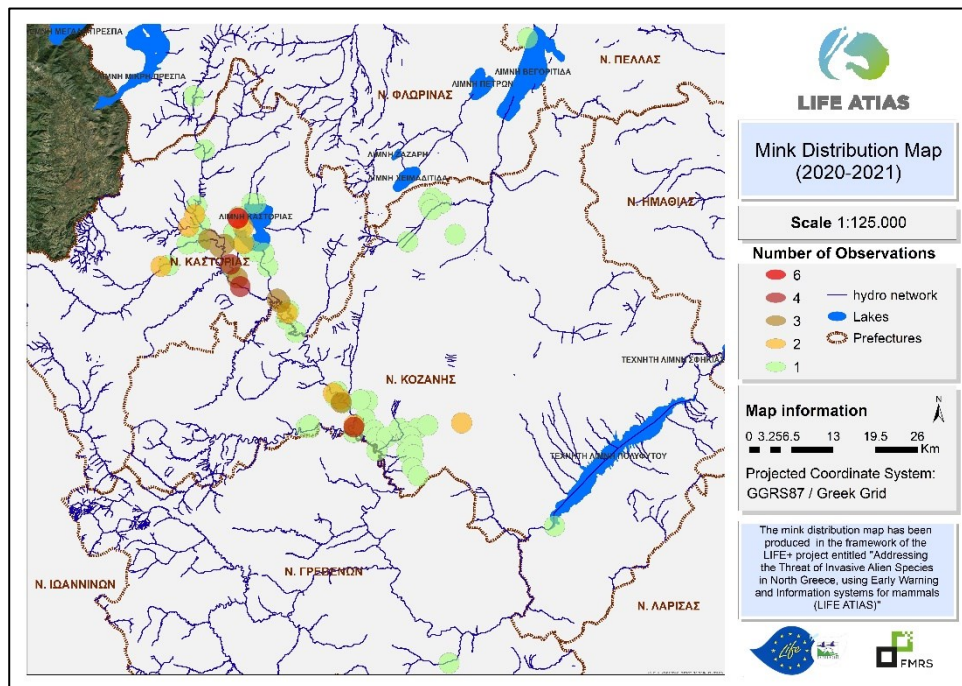 ΛΙΜΝΗ ΜΕΓΑΛΗ ΠΡΕΣΠΑ
ΛΙΜΝΗ ΜΙΚΡΗ ΠΡΕΣΠΑ
Ν. ΦΛΩΡΙΝΑΣ
ΛΙΜΝΗ ΠΕΤΡΩΝ
ΛΙΜΝΗ ΒΕΓΟΡΙΤΙΔΑ
Ν. ΠΕΛΛΑΣ
ΛΙΜΝΗ ΖΑΖΑΡΗ
ΛΙΜΝΗ ΧΕΙΜΑΔΙΤΙΔΑ
Ν. ΗΜΑΘΙΑΣ
ΛΙΜΝΗ ΚΑΣΤΟΡΙΑΣ
Ν. ΚΑΣΤΟΡΙΑΣ
ΤΕΧΝΗΤΗ ΛΙΜΝΗ ΣΦΗΚΙΑΣ
Ν. ΚΟΖΑΝΗΣ
ΤΕΧΝΗΤΗ ΛΙΜΝΗ ΠΟΛΥΦΥΤΟΥ
Ν. ΙΩΑΝΝΙΝΩΝ
Ν. ΓΡΕΒΕΝΩΝ
Ν. ΛΑΡΙΣΑΣ
LIFE ATIAS
Mink Distribution Map
(2020-2021)
Scale 1:125.000
Number of Observations
6
4
3
2
1
hydro network
Lakes
Prefectures
Map information
N
0 3.256.5 13 19.5 26
Km
Projected Coordinate System:
GGRS87 / Greek Grid
The mink distribution map has been
produced in the framework of the
LIFE+ project entitled "Addressing
the Threat of Invasive Alien Species
in North Greece, using Early Warning
and Information systems for mammals
(LIFE ATIAS)"
Life
FMRS